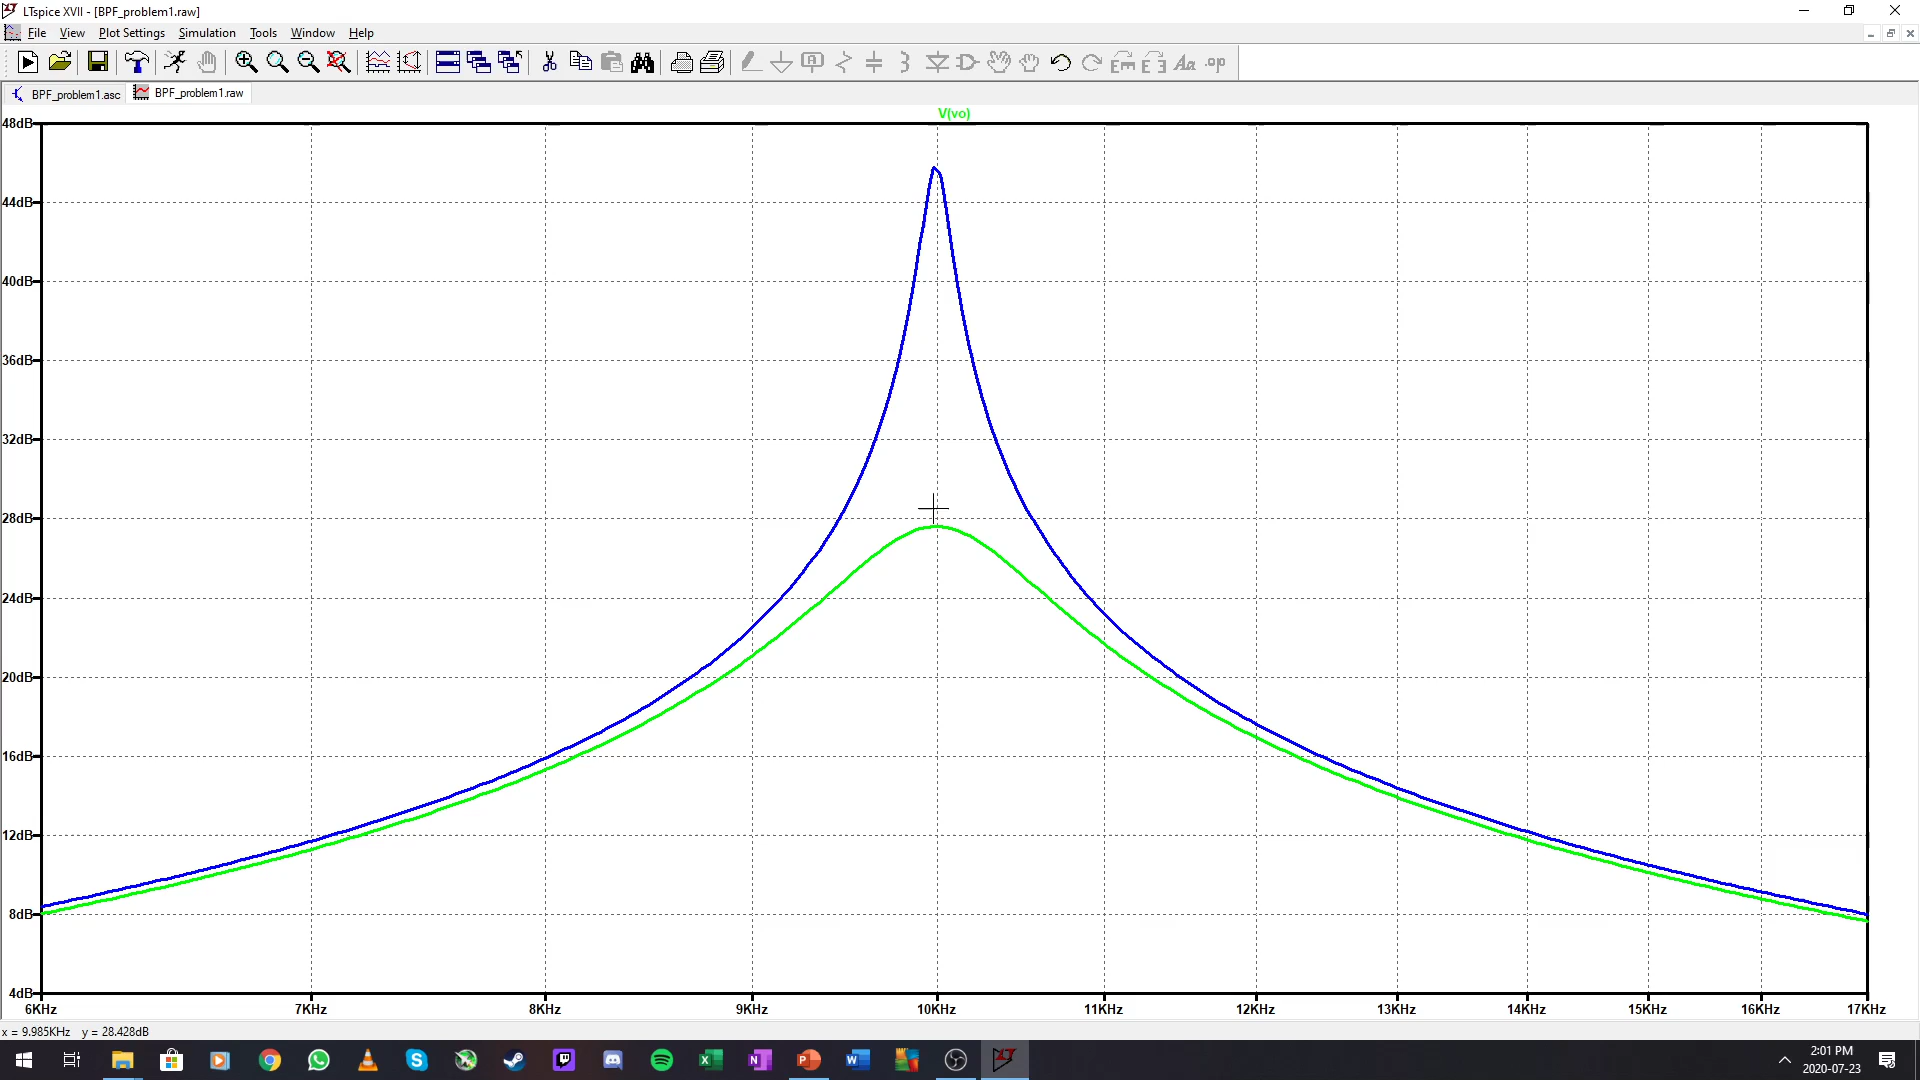 LTspice XVII - [BPF_problem1.raw]
File View Plot Settings Simulation Tools Window Help
BPF_problem1.asc BPF_problem1.raw
V(vo)
48dB
44dB
40dB
36dB
32dB
28dB
24dB
20dB
16dB
12dB
8dB
4dB
6KHz 7KHz 8KHz 9KHz 10KHz 11KHz 12KHz 13KHz 14KHz 15KHz 16KHz 17KHz
x = 9.985KHz y = 28.428dB
2:01 PM
2020-07-23